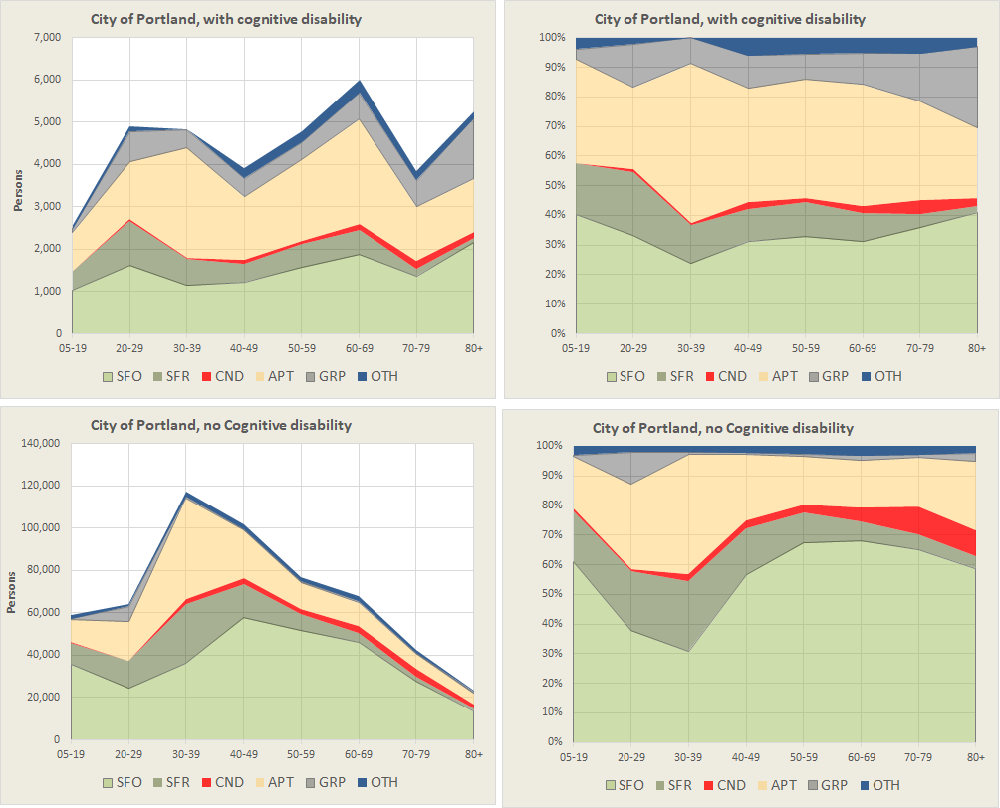 City of Portland, with cognitive disability
7,000
6,000
5,000
4,000
3,000
2,000
1,000
0
Persons
05-19 20-29 30-39 40-49 50-59 60-69 70-79 80+
SFO SFR CND APT GRP OTH
City of Portland, with cognitive disability
100%
90%
80%
70%
60%
50%
40%
30%
20%
10%
0%
05-19 20-29 30-39 40-49 50-59 60-69 70-79 80+
SFO SFR CND APT GRP OTH
City of Portland, no Cognitive disability
140,000
120,000
100,000
80,000
60,000
40,000
20,000
0
Persons
05-19 20-29 30-39 40-49 50-59 60-69 70-79 80+
SFO SFR CND APT GRP OTH
City of Portland, no Cognitive disability
100%
90%
80%
70%
60%
50%
40%
30%
20%
10%
0%
05-19 20-29 30-39 40-49 50-59 60-69 70-79 80+
SFO SFR CND APT GRP OTH